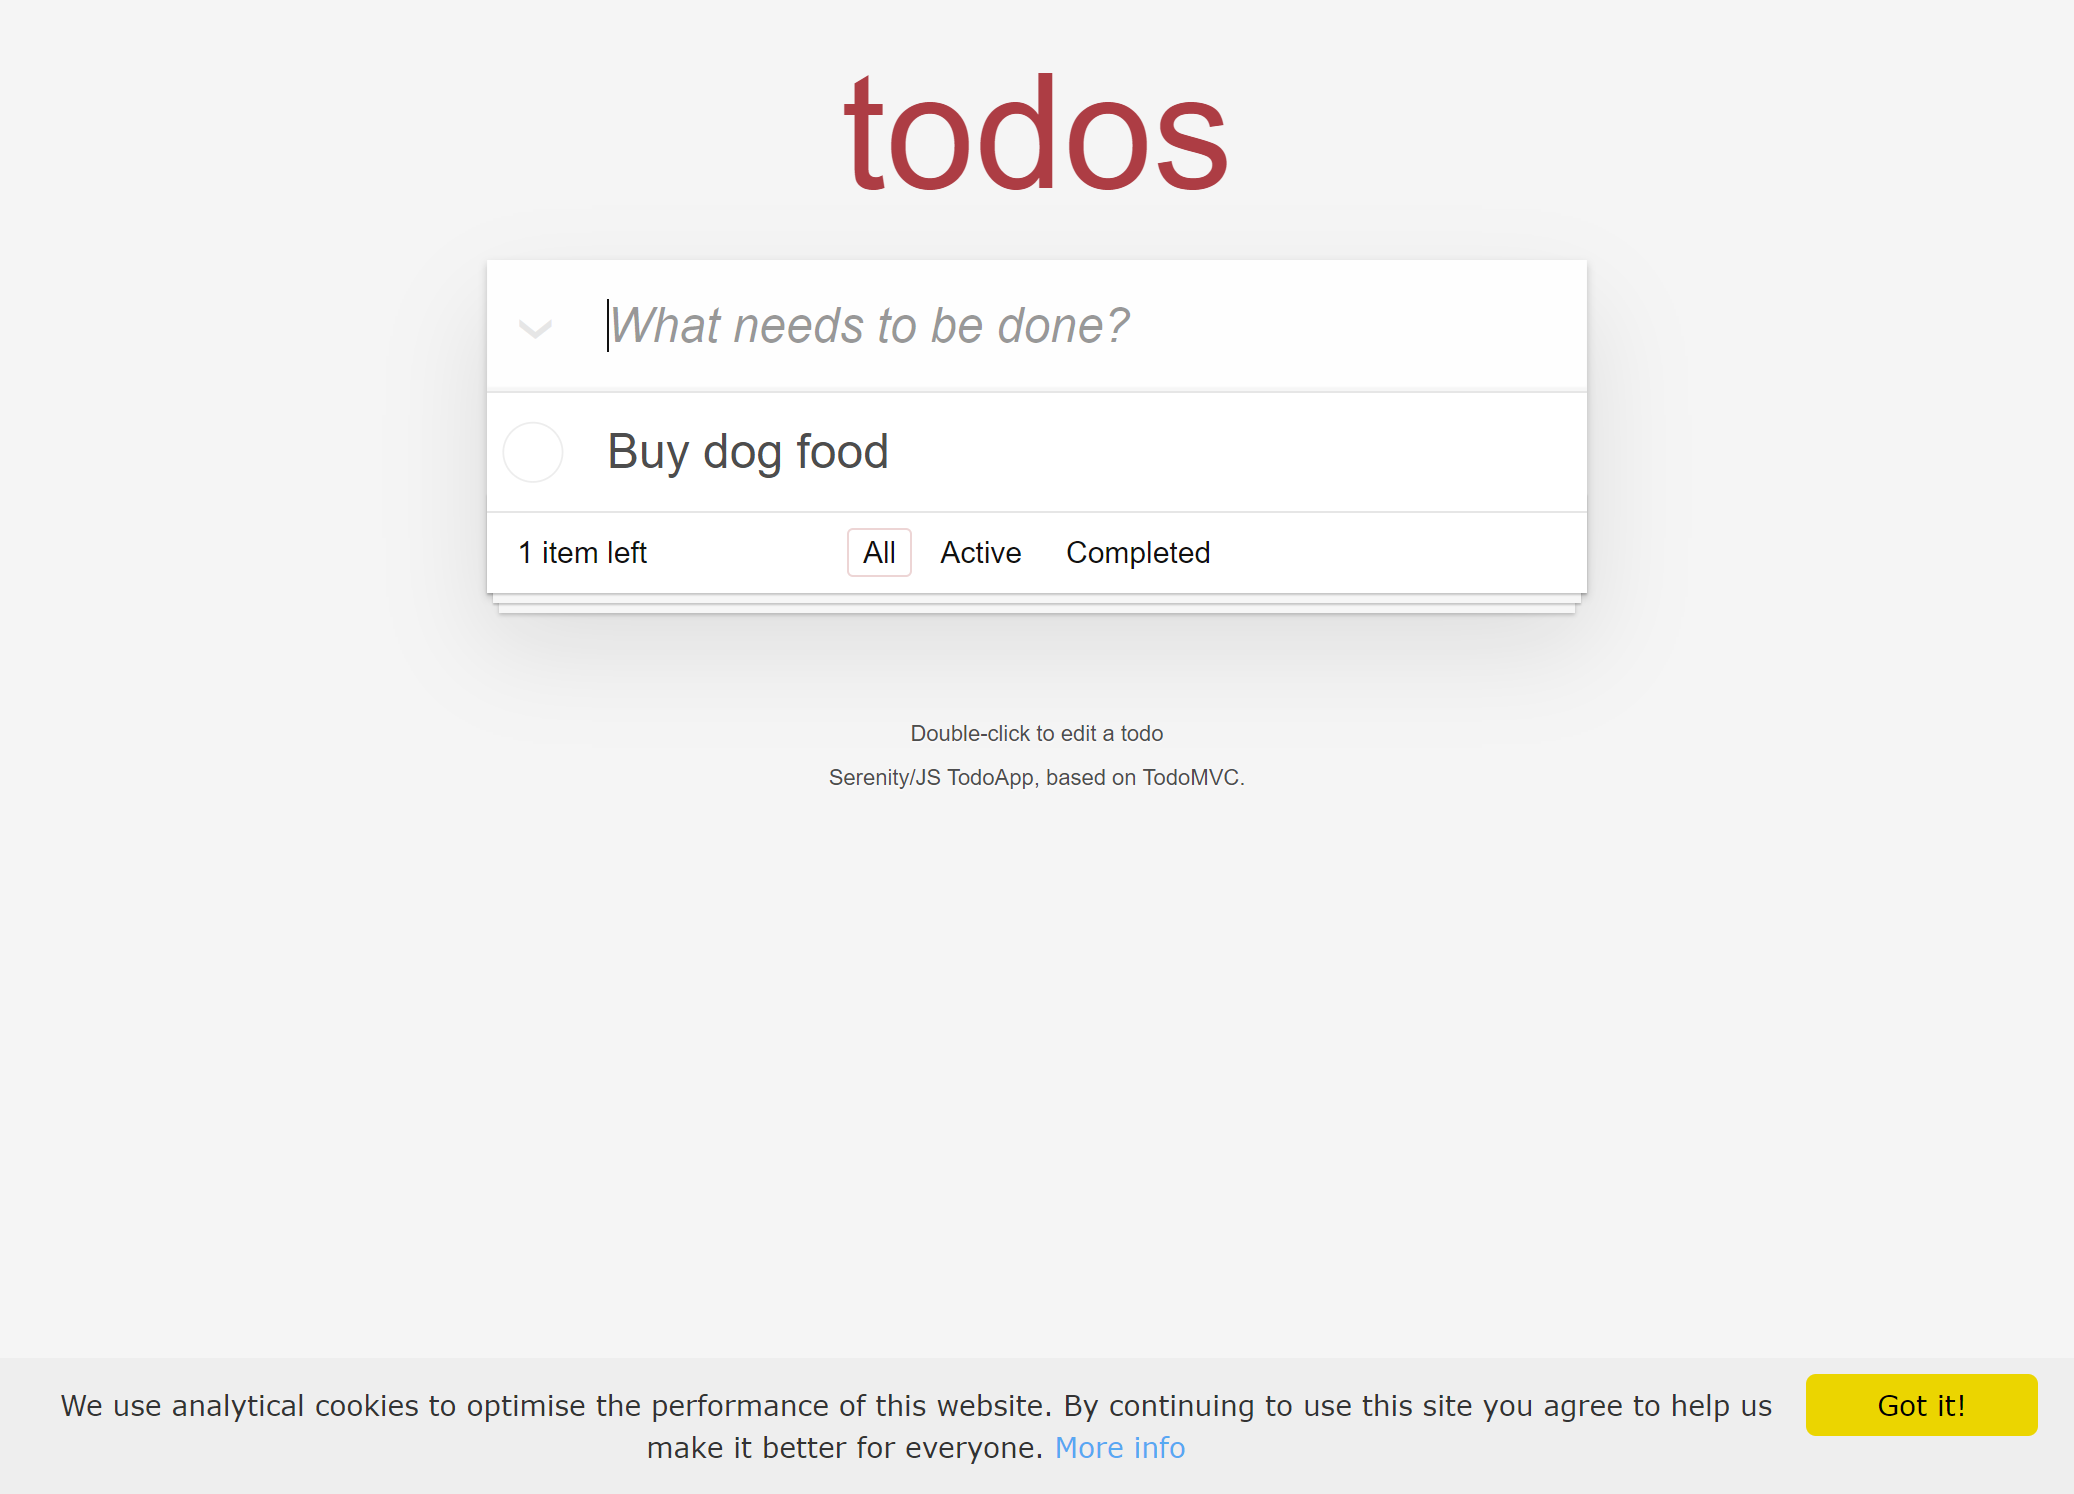 todos
What needs to be done?
Buy dog food
1 item left
All
Active
Completed
Double-click to edit a todo
Serenity/JS TodoApp, based on TodoMVC.
We use analytical cookies to optimise the performance of this website. By continuing to use this site you agree to help us
make it better for everyone. More info
Got it!